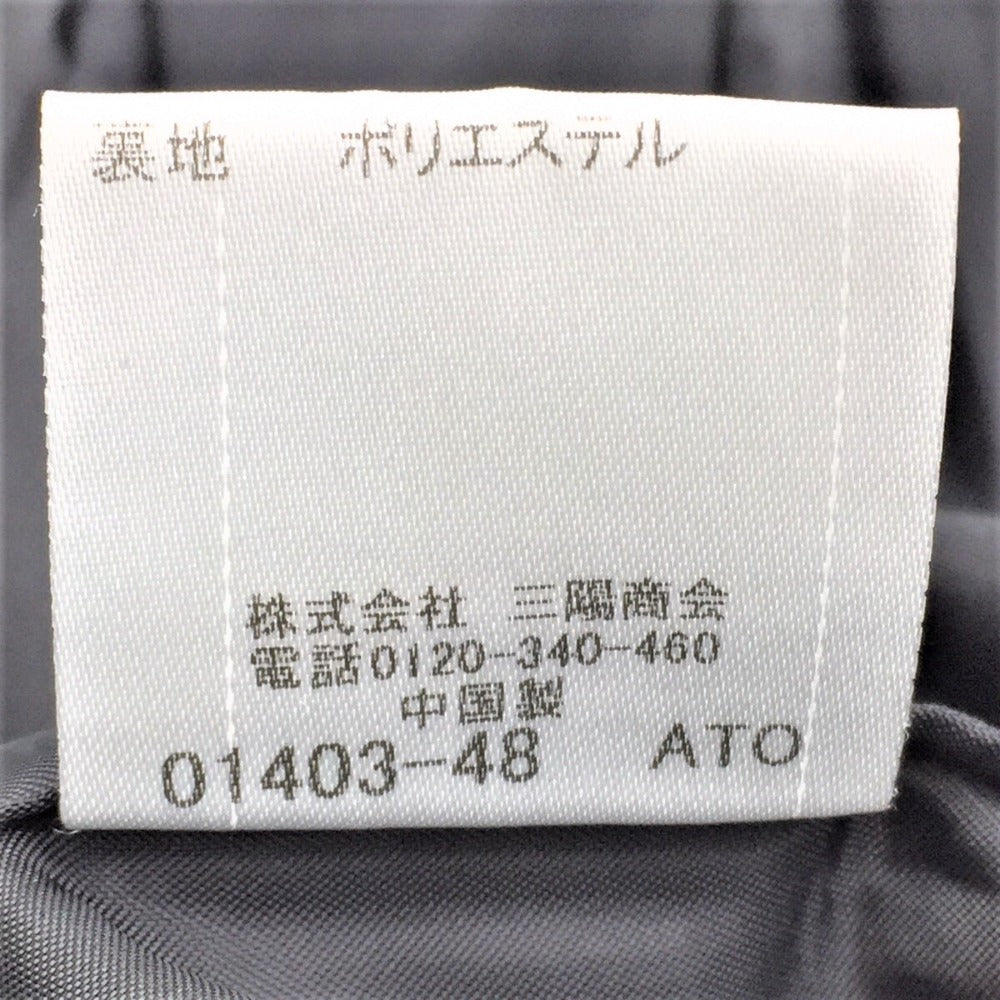 裏地 ポリエステル
株式会社 三陽商会
電話0120-340-460
中国製
01403-48 ATO